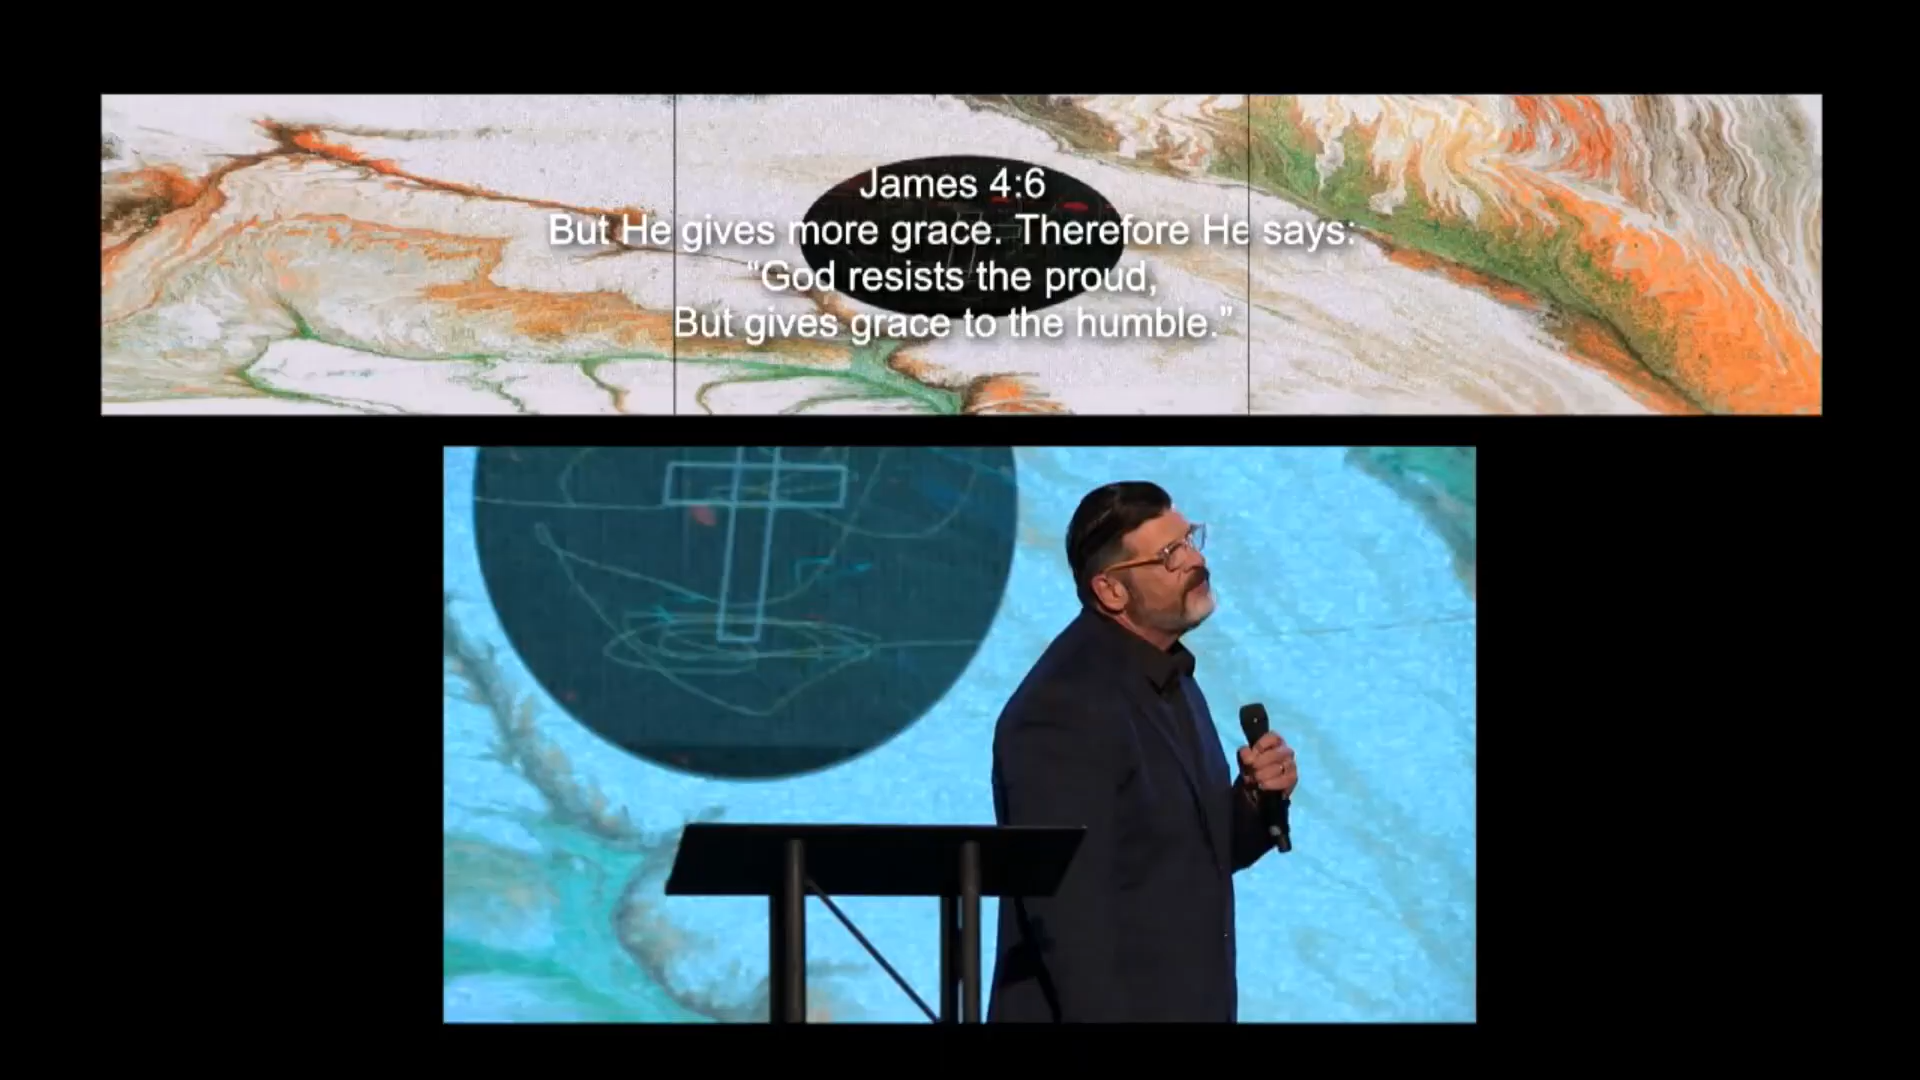 James 4:6
But He gives more grace. Therefore He says:
“God resists the proud,
But gives grace to the humble.”